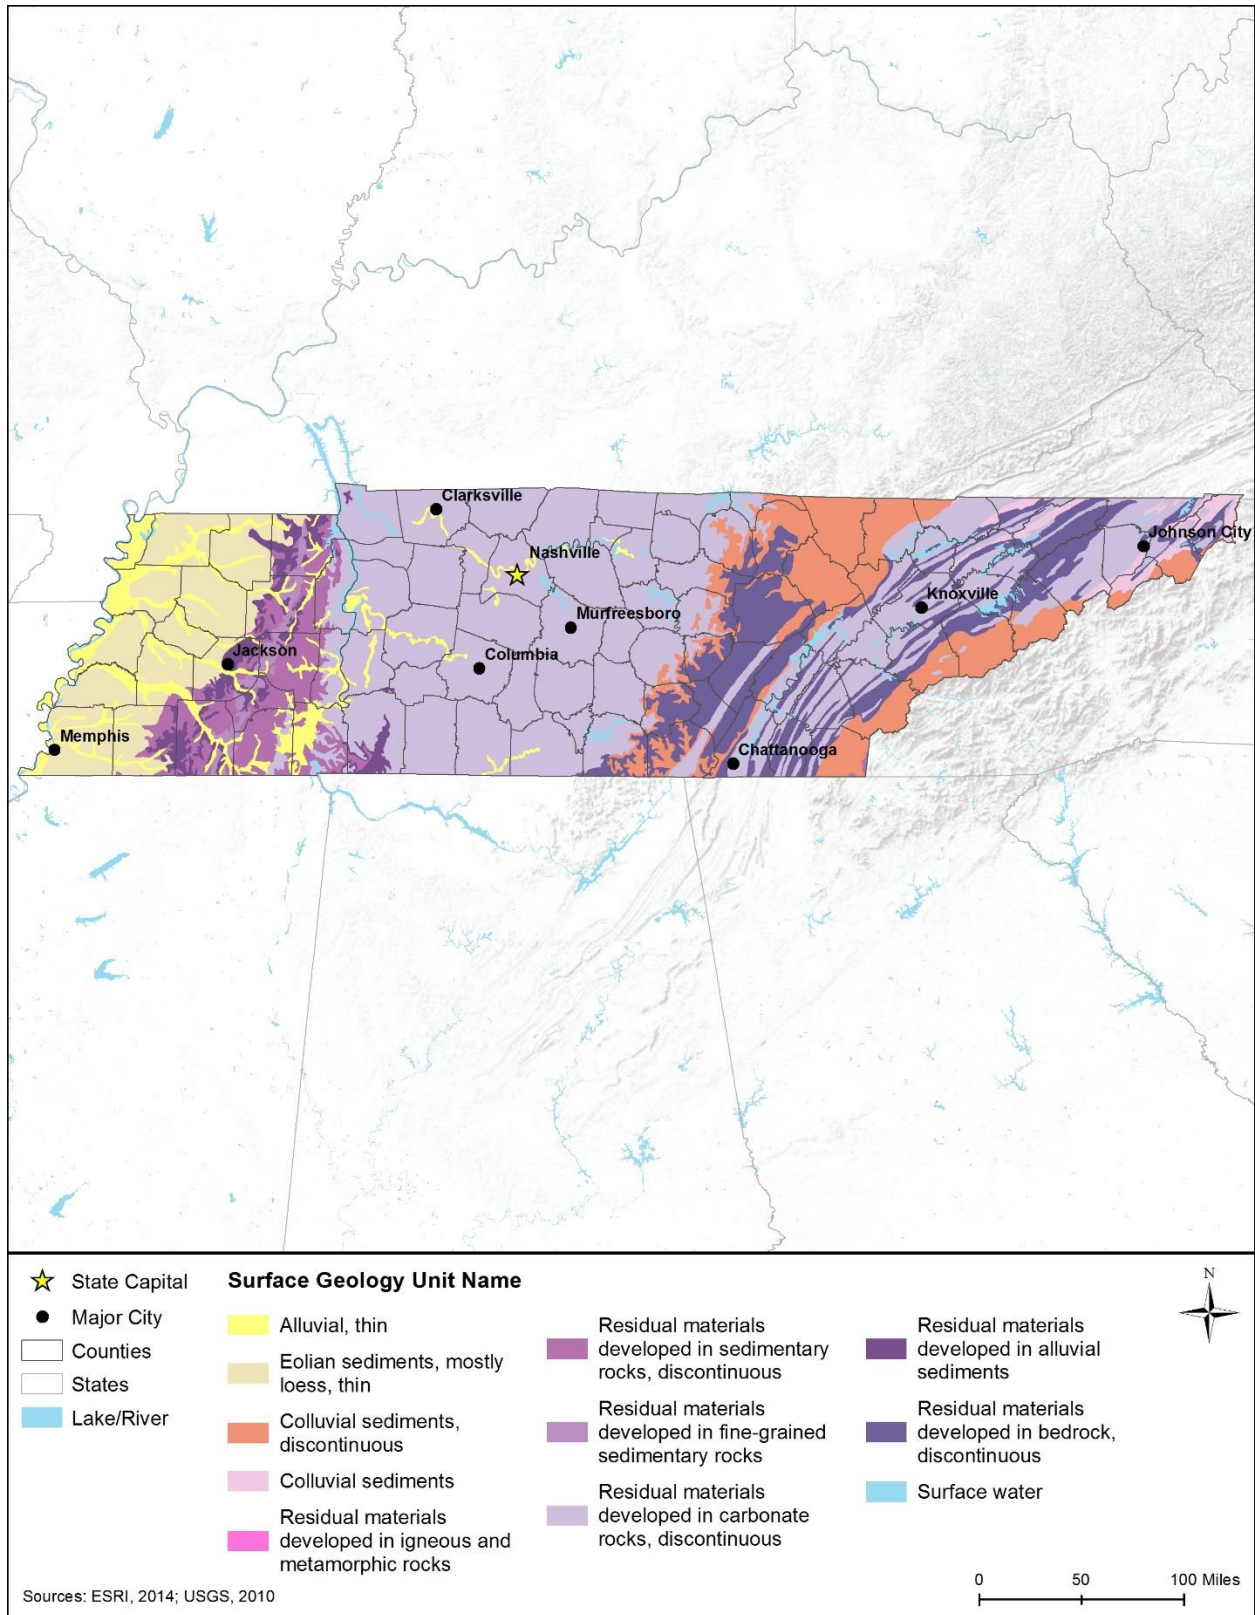 Clarksville
Nashville
Johnson City
Knoxville
Murfreesboro
Jackson
Columbia
Memphis
Chattanooga
State Capital
Major City
Counties
States
Lake/River
Surface Geology Unit Name
Alluvial, thin
Eolian sediments, mostly
loess, thin
Colluvial sediments,
discontinuous
Colluvial sediments
Residual materials
developed in igneous and
metamorphic rocks
Residual materials
developed in sedimentary
rocks, discontinuous
Residual materials
developed in fine-grained
sedimentary rocks
Residual materials
developed in carbonate
rocks, discontinuous
Residual materials
developed in alluvial
sediments
Residual materials
developed in bedrock,
discontinuous
Surface water
N
0 50 100 Miles
Sources: ESRI, 2014; USGS, 2010